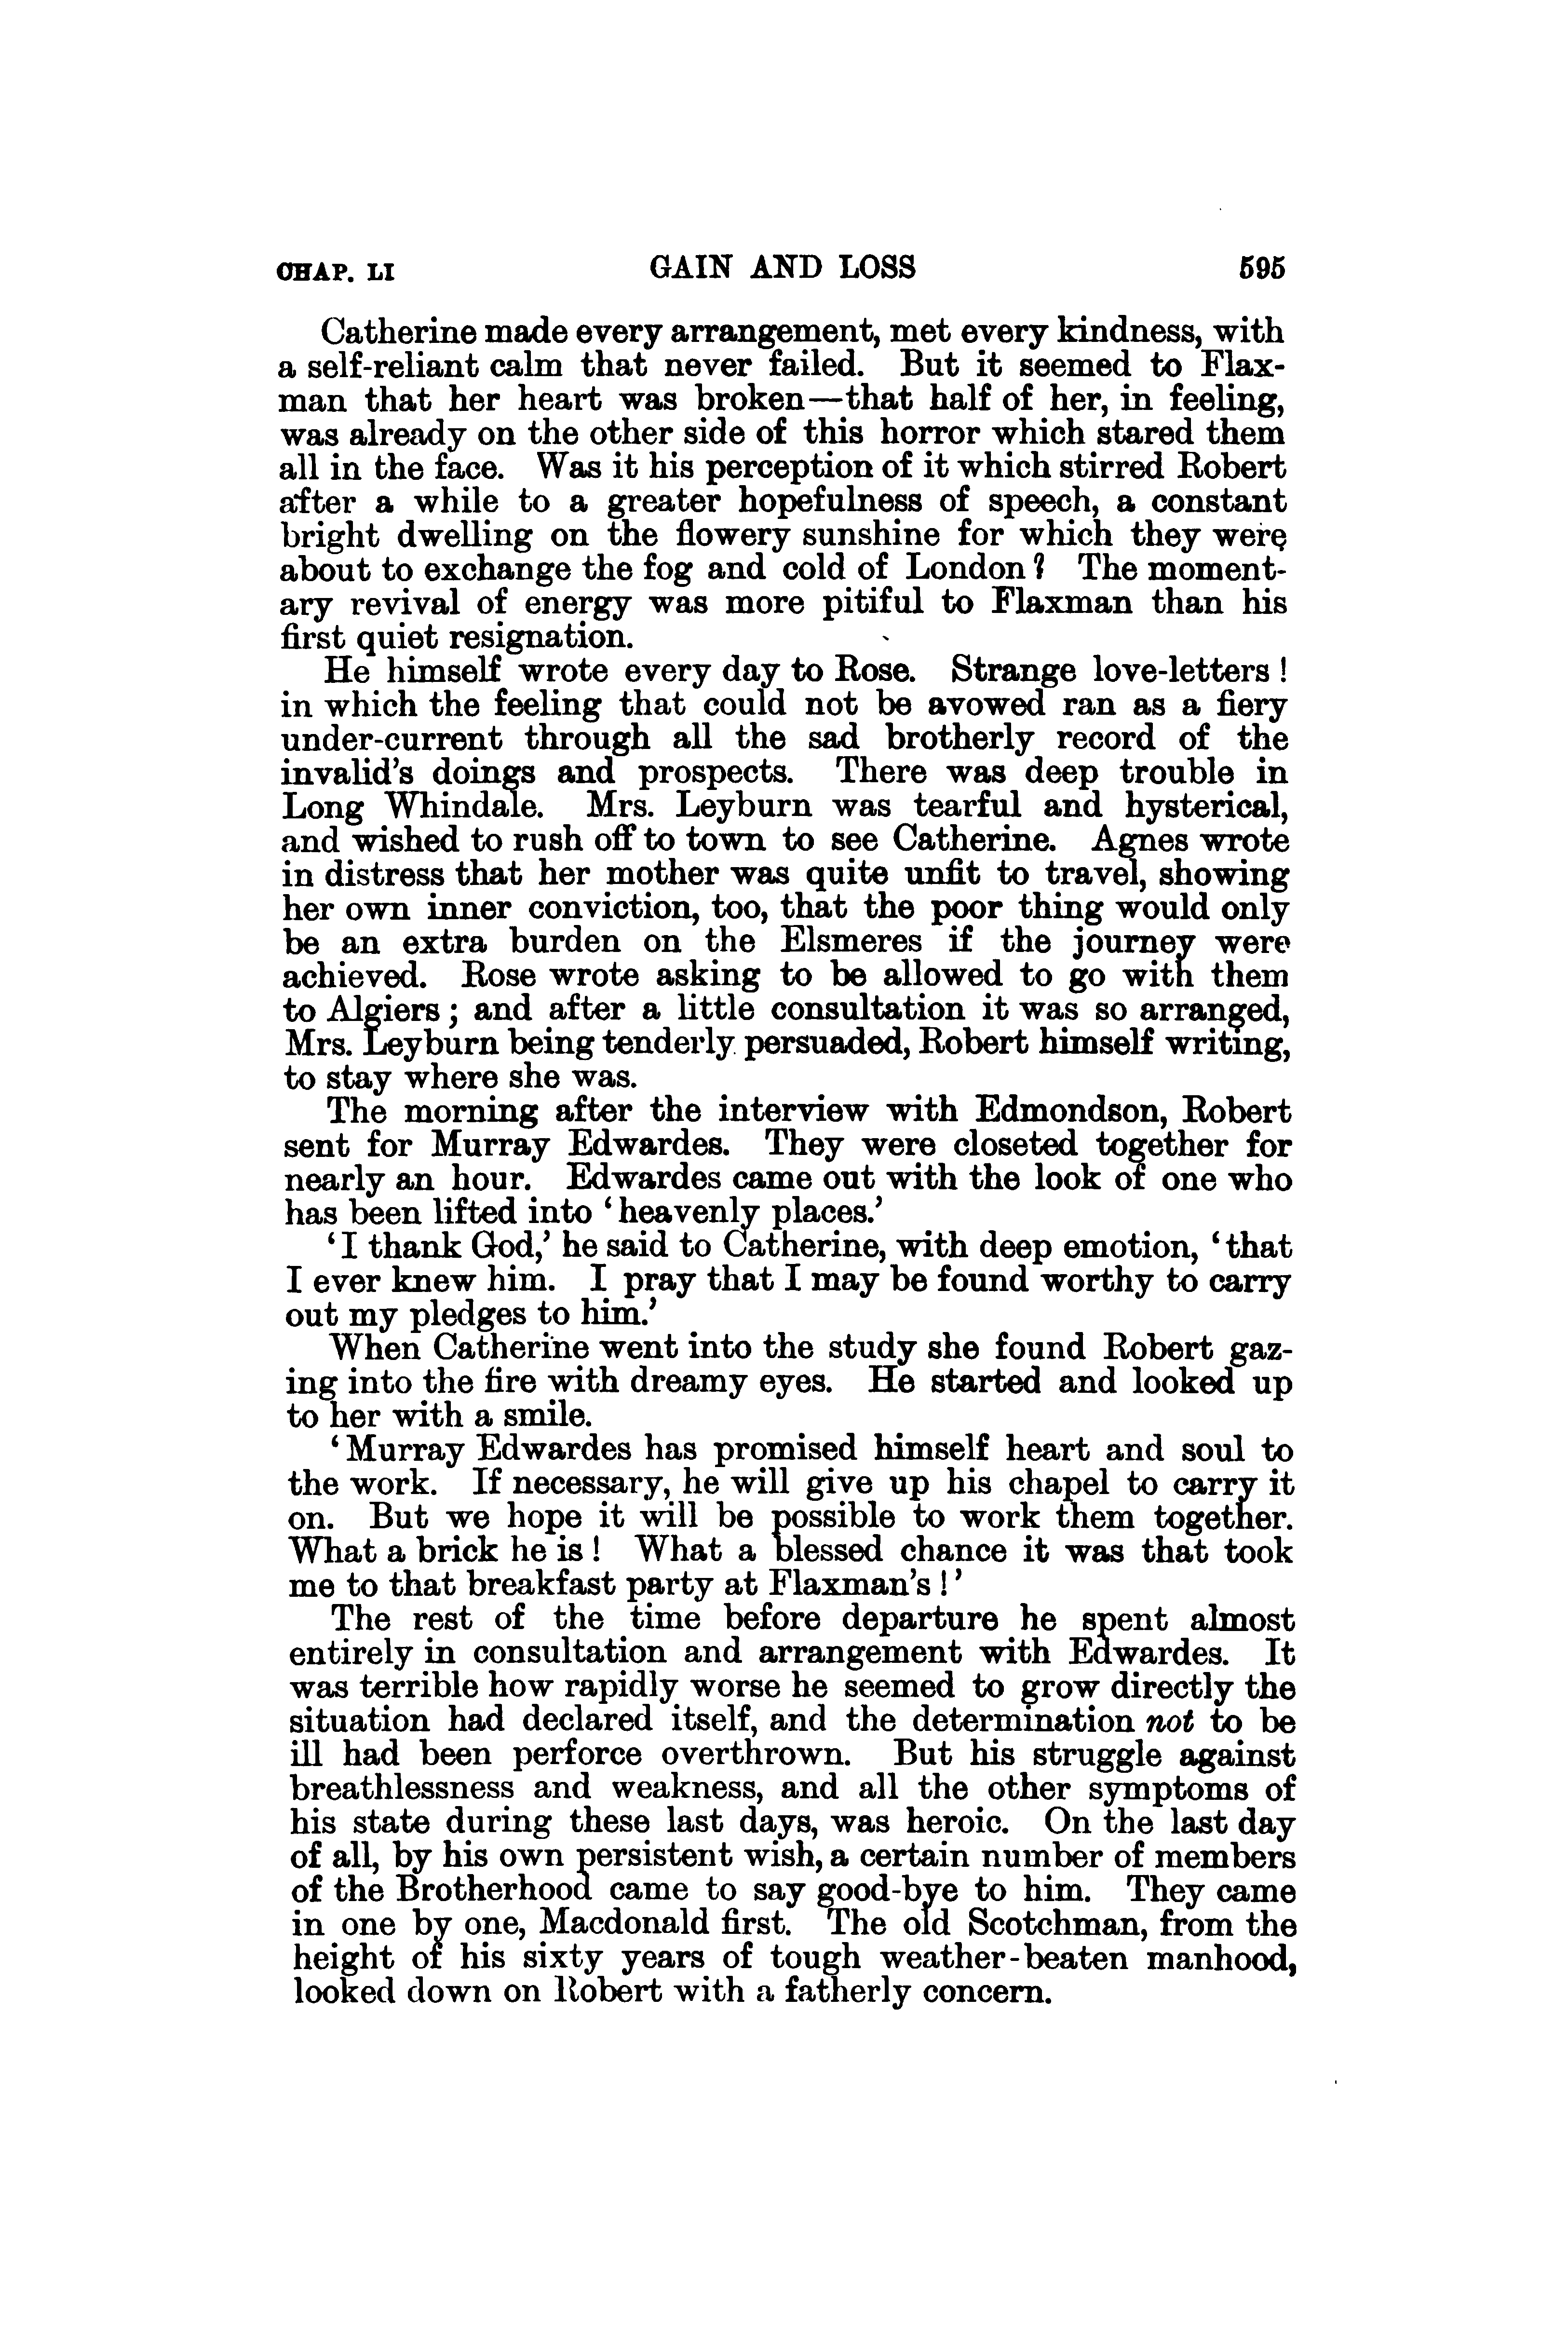 CHAP. LI GAIN AND LOSS 595
Catherine made every arrangement, met every kindness, with
a self-reliant calm that never failed. But it seemed to Flax-
man that her heart was broken—that half of her, in feeling,
was already on the other side of this horror which stared them
all in the face. Was it his perception of it which stirred Robert
after a while to a greater hopefulness of speech, a constant
bright dwelling on the flowery sunshine for which they were
about to exchange the fog and cold of London? The moment-
ary revival of energy was more pitiful to Flaxman than his
first quiet resignation.
He himself wrote every day to Rose. Strange love-letters!
in which the feeling that could not be avowed ran as a fiery
under-current through all the sad brotherly record of the
invalid's doings and prospects. There was deep trouble in
Long Whindale. Mrs. Leyburn was tearful and hysterical,
and wished to rush off to town to see Catherine. Agnes wrote
in distress that her mother was quite unfit to travel, showing
her own inner conviction, too, that the poor thing would only
be an extra burden on the Elsmeres if the journey were
achieved. Rose wrote asking to be allowed to go with them
to Algiers; and after a little consultation it was so arranged,
Mrs. Leyburn being tenderly persuaded, Robert himself writing,
to stay where she was.
The morning after the interview with Edmondson, Robert
sent for Murray Edwardes. They were closeted together for
nearly an hour. Edwardes came out with the look of one who
has been lifted into 'heavenly places.'
'I thank God,' he said to Catherine, with deep emotion, 'that
I ever knew him. I pray that I may be found worthy to carry
out my pledges to him.'
When Catherine went into the study she found Robert gaz-
ing into the fire with dreamy eyes. He started and looked up
to her with a smile.
'Murray Edwardes has promised himself heart and soul to
the work. If necessary, he will give up his chapel to carry it
on. But we hope it will be possible to work them together.
What a brick he is! What a blessed chance it was that took
me to that breakfast party at Flaxman's!'
The rest of the time before departure he spent almost
entirely in consultation and arrangement with Edwardes. It
was terrible how rapidly worse he seemed to grow directly the
situation had declared itself, and the determination not to be
ill had been perforce overthrown. But his struggle against
breathlessness and weakness, and all the other symptoms of
his state during these last days, was heroic. On the last day
of all, by his own persistent wish, a certain number of members
of the Brotherhood came to say good-bye to him. They came
in one by one, Macdonald first. The old Scotchman, from the
height of his sixty years of tough weather-beaten manhood,
looked down on Robert with a fatherly concern.